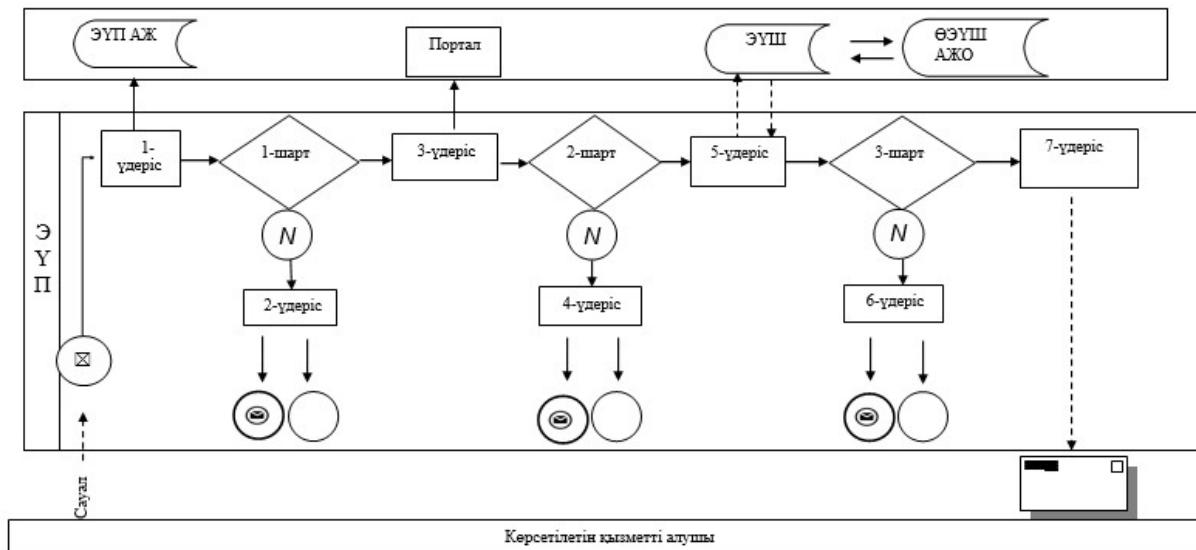 ЭҮП АЖ
Портал
ЭҮШ
ӨЭҮШ
АЖО
1-
үдеріс
1-шарт
3-үдеріс
2-шарт
5-үдеріс
3-шарт
7-үдеріс
N
N
N
Э
Ү
П
2-үдеріс
4-үдеріс
6-үдеріс
Сауал
Көрсетілетін қызметті алушы